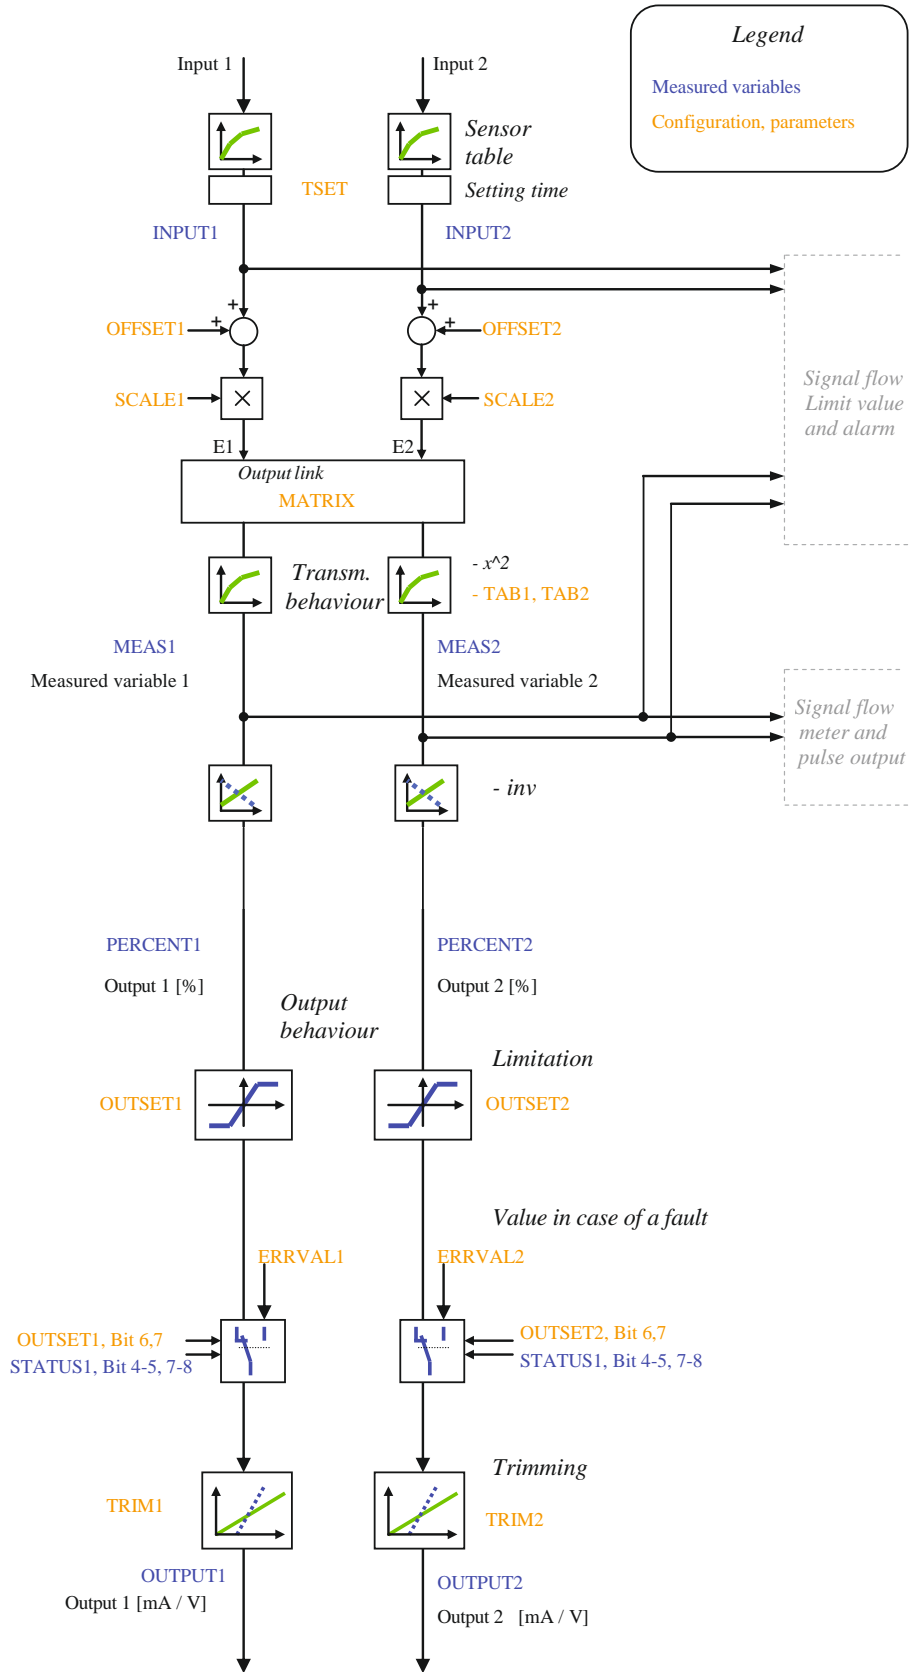 Legend
Measured variables
Configuration, parameters
Input 1
Input 2
Sensor
table
TSET
Setting time
INPUT1
INPUT2
+
+
+
+
OFFSET1
OFFSET2
SCALE1
×
×
SCALE2
Signal flow
Limit value
and alarm
E1
E2
Output link
MATRIX
Transm.
behaviour
- x^2
- TAB1, TAB2
MEAS1
MEAS2
Measured variable 1
Measured variable 2
Signal flow
meter and
pulse output
- inv
PERCENT1
PERCENT2
Output 1 [%]
Output 2 [%]
Output
behaviour
Limitation
OUTSET1
OUTSET2
Value in case of a fault
ERRVAL1
ERRVAL2
OUTSET1, Bit 6,7
STATUS1, Bit 4-5, 7-8
OUTSET2, Bit 6,7
STATUS1, Bit 4-5, 7-8
Trimming
TRIM1
TRIM2
OUTPUT1
Output 1 [mA / V]
OUTPUT2
Output 2 [mA / V]